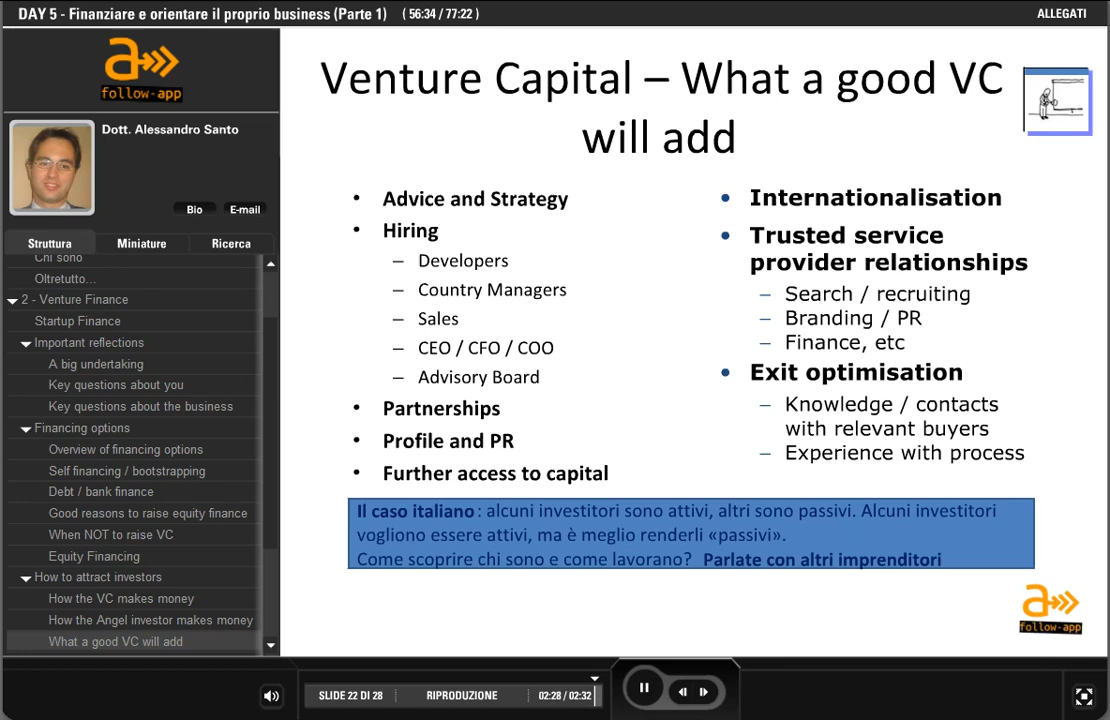 DAY 5 - Finanziare e orientare il proprio business (Parte 1) ( 56:34 / 77:22 )
ALLEGATI
a
follow-app
Dott. Alessandro Santo
Bio
E-mail
Struttura
Miniature
Ricerca
Chi sono
Oltretutto...
2 - Venture Finance
Startup Finance
Important reflections
A big undertaking
Key questions about you
Key questions about the business
Financing options
Overview of financing options
Self financing / bootstrapping
Debt / bank finance
Good reasons to raise equity finance
When NOT to raise VC
Equity Financing
How to attract investors
How the VC makes money
How the Angel investor makes money
What a good VC will add
Venture Capital – What a good VC
will add
• Advice and Strategy
• Hiring
– Developers
– Country Managers
– Sales
– CEO / CFO / COO
– Advisory Board
• Partnerships
• Profile and PR
• Further access to capital
• Internationalisation
• Trusted service
provider relationships
– Search / recruiting
– Branding / PR
– Finance, etc
• Exit optimisation
– Knowledge / contacts
with relevant buyers
– Experience with process
Il caso italiano : alcuni investitori sono attivi, altri sono passivi. Alcuni investitori
vogliono essere attivi, ma è meglio renderli «passivi».
Come scoprire chi sono e come lavorano? Parlate con altri imprenditori
a
follow-app
SLIDE 22 DI 28
RIPRODUZIONE
02:28 / 02:32